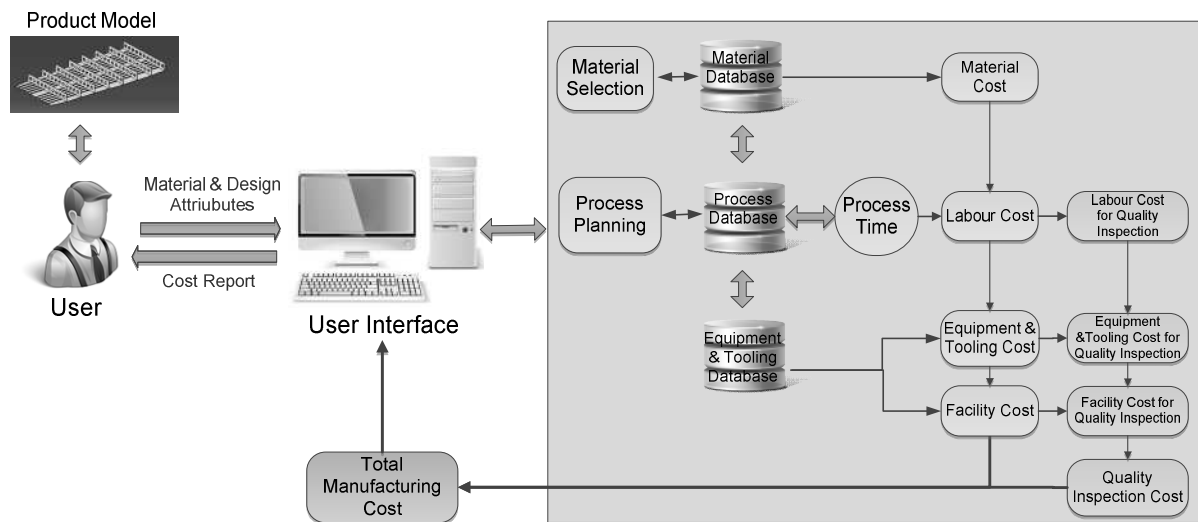 Product Model
Material & Design
Attriubutes
Cost Report
User
User Interface
Total
Manufacturing
Cost
Material
Selection
Material
Database
Material
Cost
Process
Planning
Process
Database
Process
Time
Labour Cost
Labour Cost
for Quality
Inspection
Equipment
& Tooling
Database
Equipment &
Tooling Cost
Equipment
&Tooling Cost for
Quality Inspection
Facility Cost
Facility Cost for
Quality Inspection
Quality
Inspection Cost